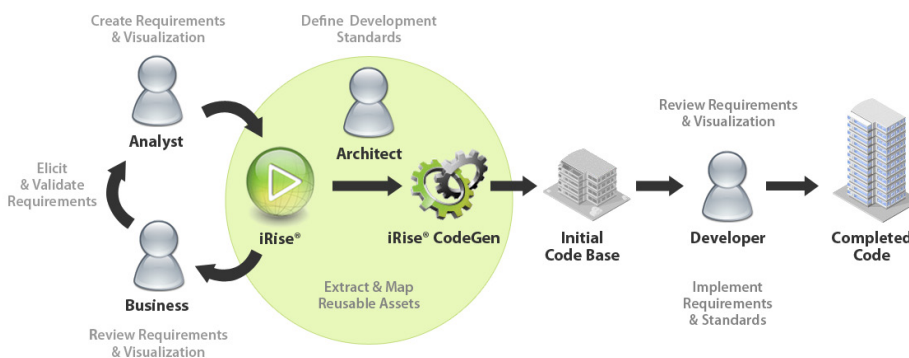 Create Requirements
& Visualization
Define Development
Standards
Analyst
Architect
Review Requirements
& Visualization
Elicit
& Validate
Requirements
iRise®
iRise® CodeGen
Initial
Code Base
Developer
Completed
Code
Business
Extract & Map
Reusable Assets
Implement
Requirements
& Standards
Review Requirements
& Visualization